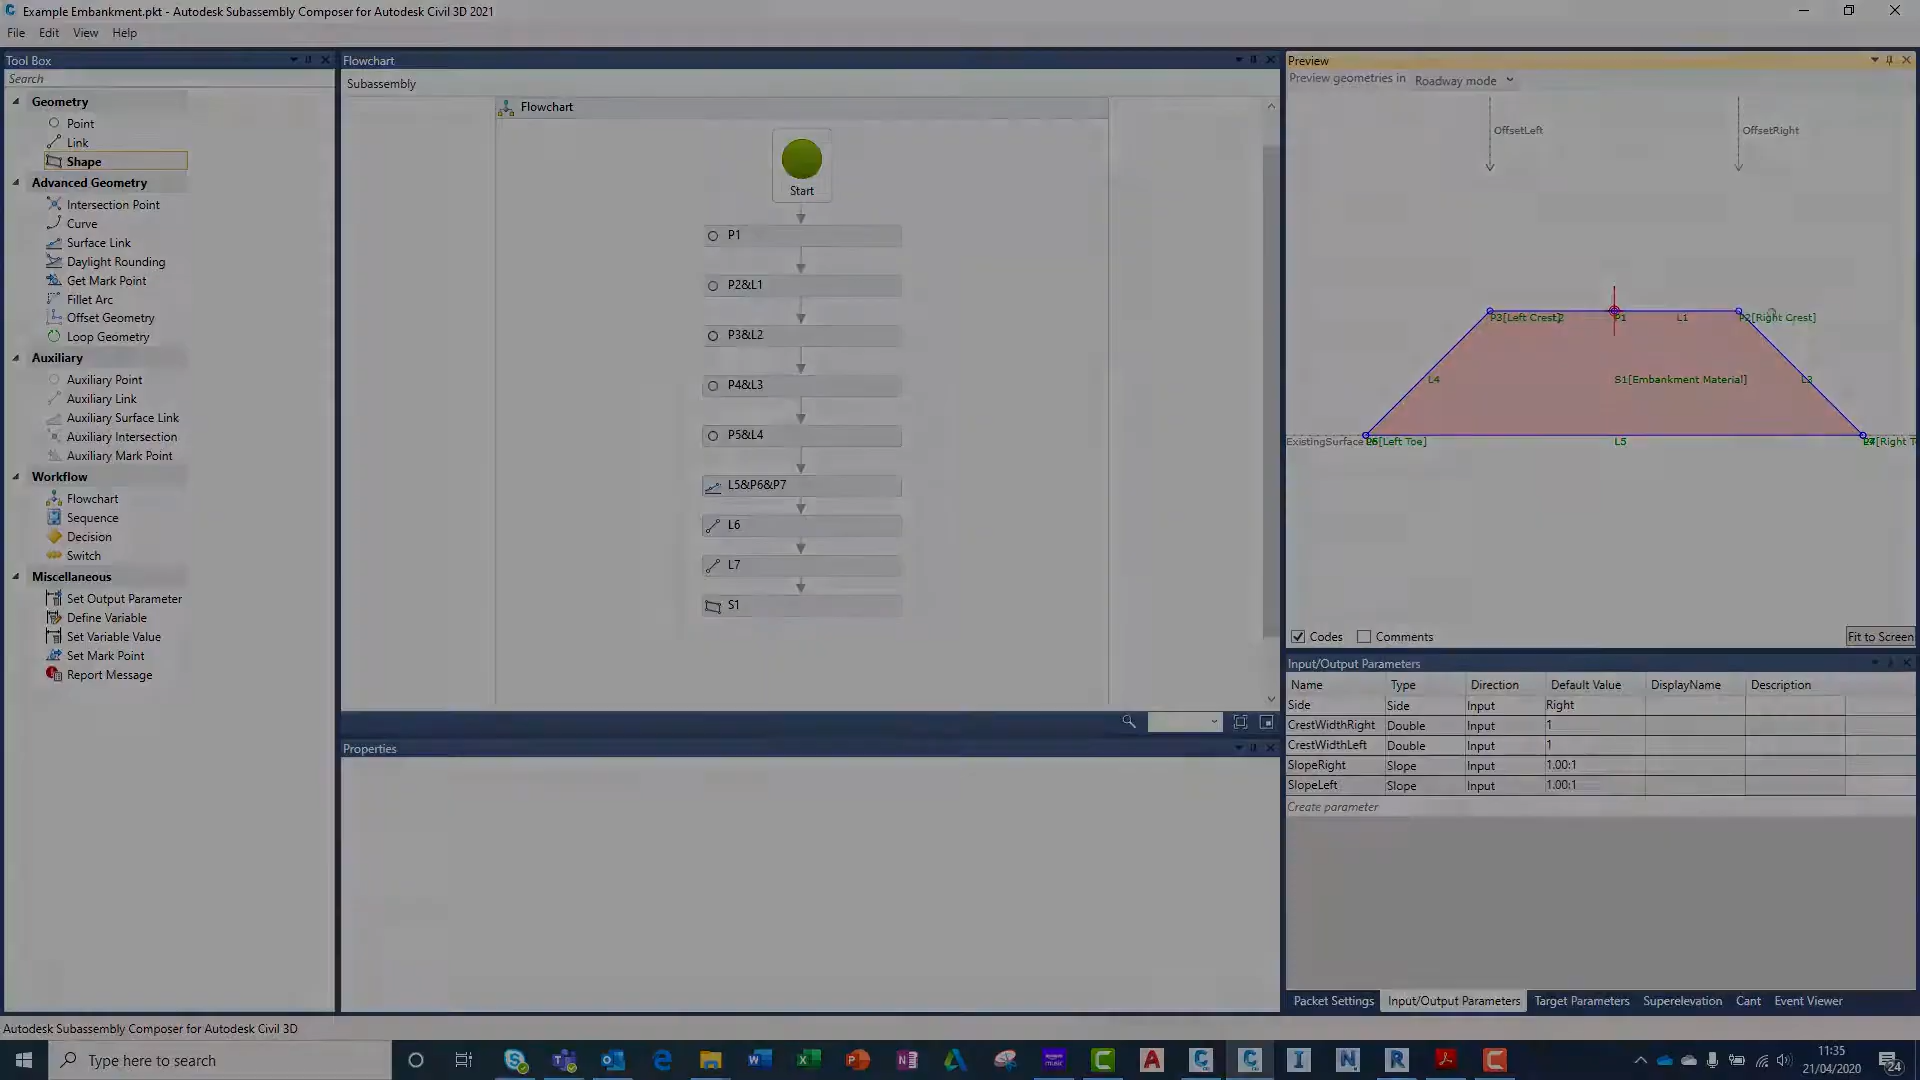 Example Embankment.pkt - Autodesk Subassembly Composer for Autodesk Civil 3D 2021
File Edit View Help
Tool Box
Search
Geometry
Point
Link
Shape
Advanced Geometry
Intersection Point
Curve
Surface Link
Daylight Rounding
Get Mark Point
Fillet Arc
Offset Geometry
Loop Geometry
Auxiliary
Auxiliary Point
Auxiliary Link
Auxiliary Surface Link
Auxiliary Intersection
Auxiliary Mark Point
Workflow
Flowchart
Sequence
Decision
Switch
Miscellaneous
Set Output Parameter
Define Variable
Set Variable Value
Set Mark Point
Report Message
Flowchart
Subassembly
Flowchart
Start
P1
P2&L1
P3&L2
P4&L3
P5&L4
L5&P6&P7
L6
L7
S1
Properties
Preview
Preview geometries in Roadway mode
OffsetLeft OffsetRight
P3[Left Crest] P1 L1 P2[Right Crest]
L4 S1[Embankment Material] L3
ExistingSurface [Left Toe] L5 [Right T
Codes Comments Fit to Screen
Input/Output Parameters
Name Type Direction Default Value DisplayName Description
Side Side Input Right
CrestWidthRight Double Input 1
CrestWidthLeft Double Input 1
SlopeRight Slope Input 1.00:1
SlopeLeft Slope Input 1.00:1
Create parameter
Packet Settings Input/Output Parameters Target Parameters Superelevation Cant Event Viewer
Autodesk Subassembly Composer for Autodesk Civil 3D
Type here to search
11:35
21/04/2020
24